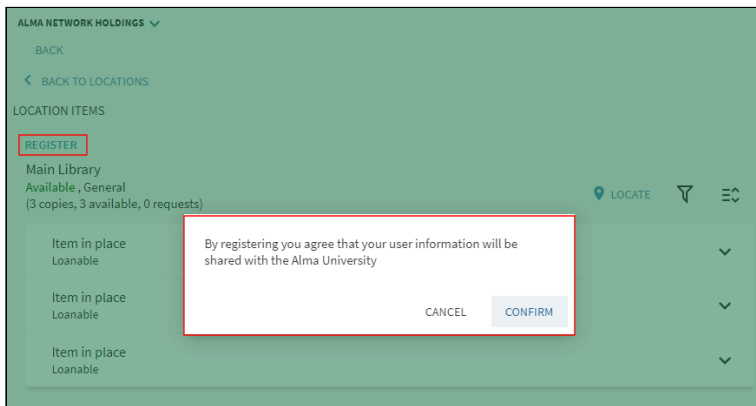 ALMA NETWORK HOLDINGS
BACK
BACK TO LOCATIONS
LOCATION ITEMS
REGISTER
Main Library
Available , General
(3 copies, 3 available, 0 requests)
LOCATE
Item in place
Loanable
By registering you agree that your user information will be
shared with the Alma University
CANCEL CONFIRM
Item in place
Loanable
Item in place
Loanable